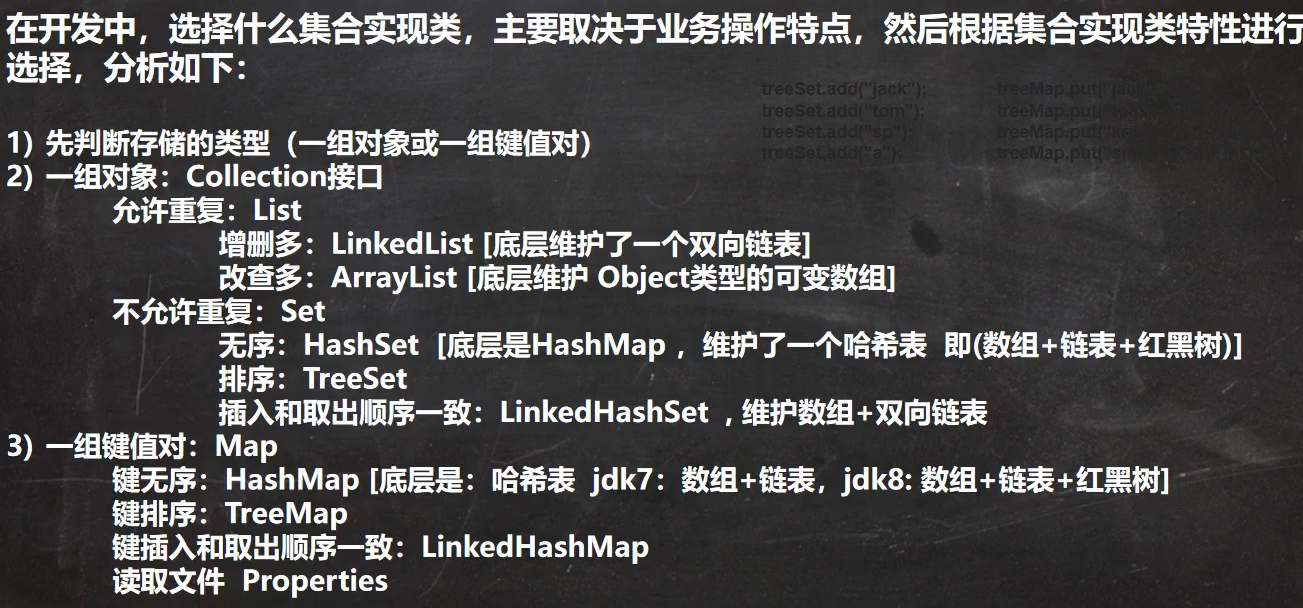 在开发中，选择什么集合实现类，主要取决于业务操作特点，然后根据集合实现类特性进行
选择，分析如下：
treeSet.add("jack");
treeSet.add("tom");
treeSet.add("sp");
treeSet.add("a");
treeMap.put("jack
treeMap.put(
treeMap.put(
treeMap.put("sm
1) 先判断存储的类型（一组对象或一组键值对）
2) 一组对象：Collection接口
允许重复：List
增删多：LinkedList [底层维护了一个双向链表]
改查多：ArrayList [底层维护 Object类型的可变数组]
不允许重复：Set
无序：HashSet [底层是HashMap ，维护了一个哈希表 即(数组+链表+红黑树)]
排序：TreeSet
插入和取出顺序一致：LinkedHashSet , 维护数组+双向链表
3) 一组键值对：Map
键无序：HashMap [底层是：哈希表 jdk7：数组+链表，jdk8: 数组+链表+红黑树]
键排序：TreeMap
键插入和取出顺序一致：LinkedHashMap
读取文件 Properties